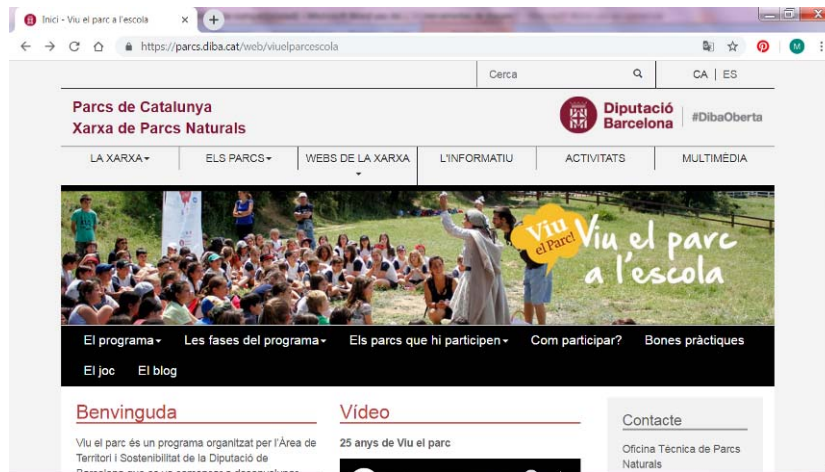 Inici - Viu el parc a l'escola
https://parcs.diba.cat/web/viuelparcescola
M
Cerca
CA | ES
Parcs de Catalunya
Xarxa de Parcs Naturals
Diputació
Barcelona
#DibaOberta
LA XARXA
ELS PARCS
WEBS DE LA XARXA
L'INFORMATIU
ACTIVITATS
MULTIMÈDIA
Viu
el Parc!
Viu el parc
a l'escola
El programa
Les fases del programa
Els parcs que hi participen
Com participar?
Bones pràctiques
El joc
El blog
Benvinguda
Viu el parc és un programa organitzat per l'Àrea de
Territori i Sostenibilitat de la Diputació de
Vídeo
25 anys de Viu el parc
Contacte
Oficina Tècnica de Parcs
Naturals